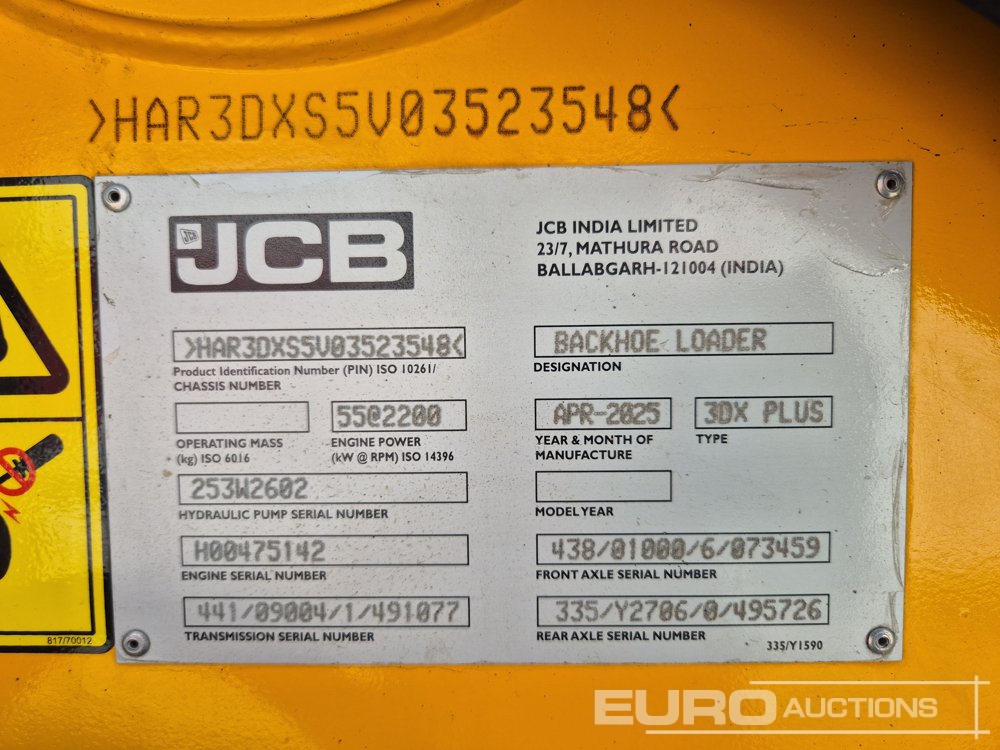 >HAR3DXS5V03523548<
JCB
JCB
JCB INDIA LIMITED
23/7, MATHURA ROAD
BALLABGARH-121004 (INDIA)
>HAR3DXS5V03523548<
Product Identification Number (PIN) ISO 10261/
CHASSIS NUMBER
BACKHOE LOADER
DESIGNATION
OPERATING MASS
(kg) ISO 6016
55@2200
ENGINE POWER
(kW @ RPM) ISO 14396
APR-2025
YEAR & MONTH OF
MANUFACTURE
3DX PLUS
TYPE
253W2602
HYDRAULIC PUMP SERIAL NUMBER
MODEL YEAR
H00475142
ENGINE SERIAL NUMBER
438/01000/6/073459
FRONT AXLE SERIAL NUMBER
441/09004/1/491077
TRANSMISSION SERIAL NUMBER
335/Y2706/0/495726
REAR AXLE SERIAL NUMBER
335/Y1590
817/70012
EURO AUCTIONS